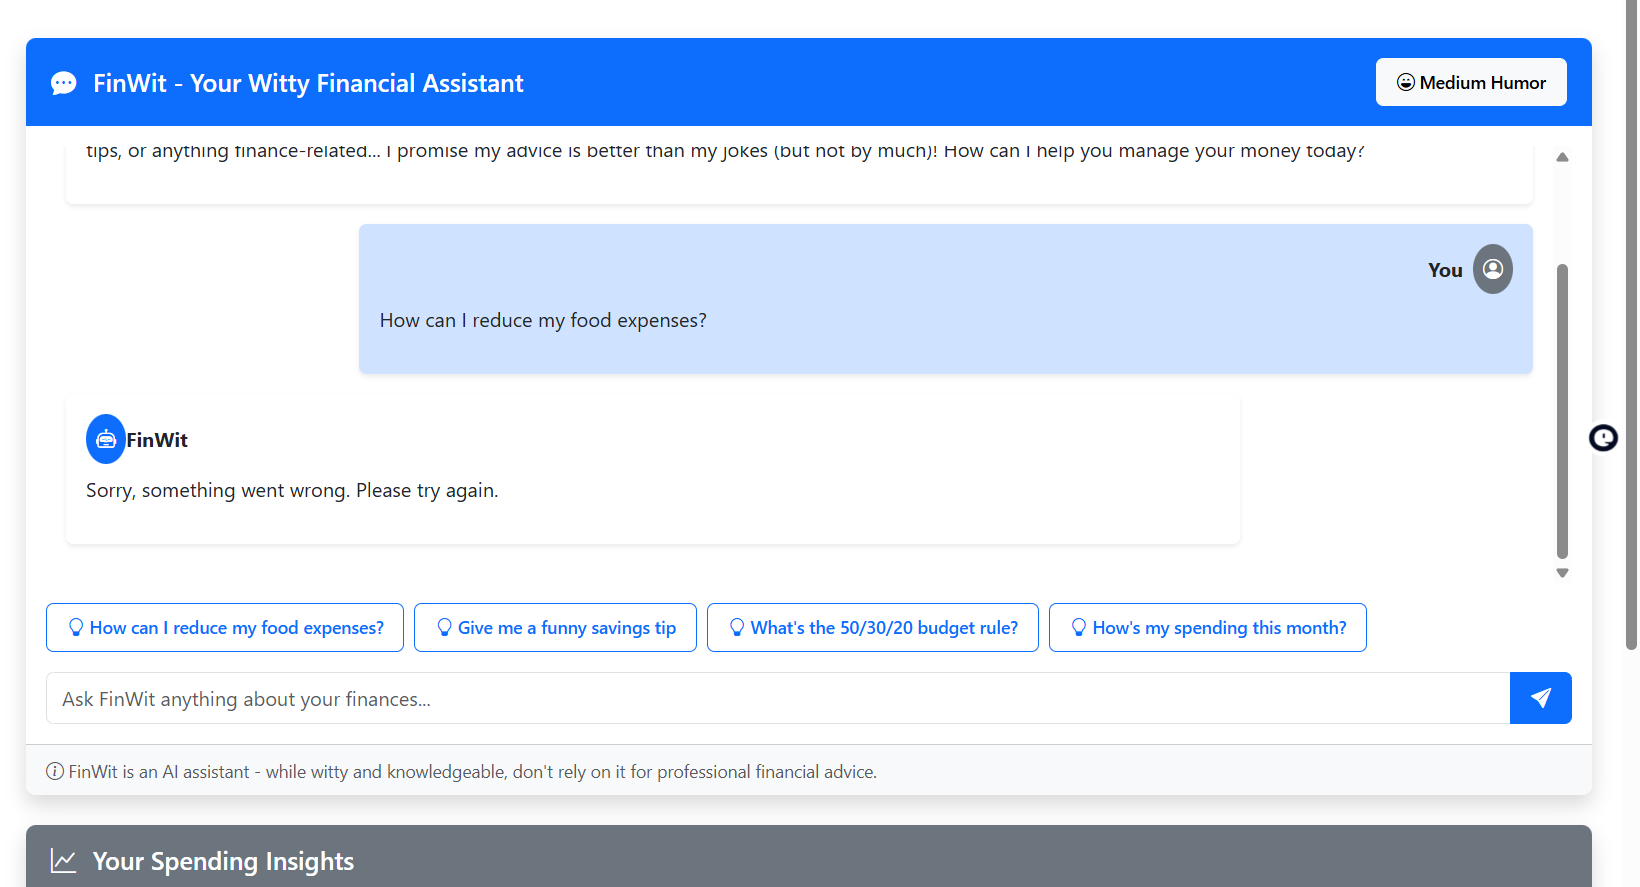 FinWit - Your Witty Financial Assistant
Medium Humor
tips, or anything finance-related... I promise my advice is better than my jokes (but not by much)! How can I help you manage your money today?
You
How can I reduce my food expenses?
FinWit
Sorry, something went wrong. Please try again.
How can I reduce my food expenses?
Give me a funny savings tip
What's the 50/30/20 budget rule?
How's my spending this month?
Ask FinWit anything about your finances...
FinWit is an AI assistant - while witty and knowledgeable, don't rely on it for professional financial advice.
Your Spending Insights